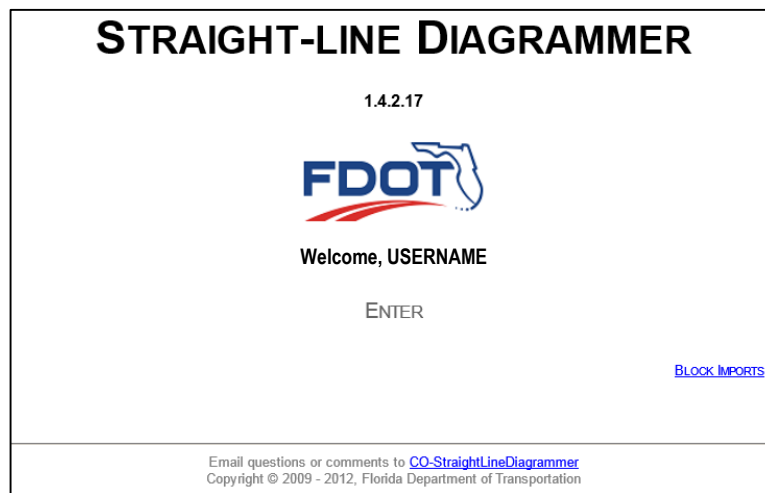 STRAIGHT-LINE DIAGRAMMER
1.4.2.17
FDOT
Welcome, USERNAME
ENTER
BLOCK IMPORTS
Email questions or comments to CO-StraightLineDiagrammer
Copyright © 2009 - 2012, Florida Department of Transportation